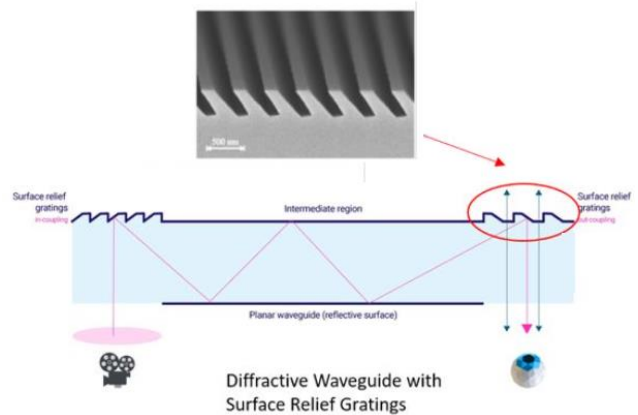 500 nm
Surface relief
gratings
in-coupling
Intermediate region
Surface relief
gratings
out-coupling
Planar waveguide (reflective surface)
Diffractive Waveguide with
Surface Relief Gratings